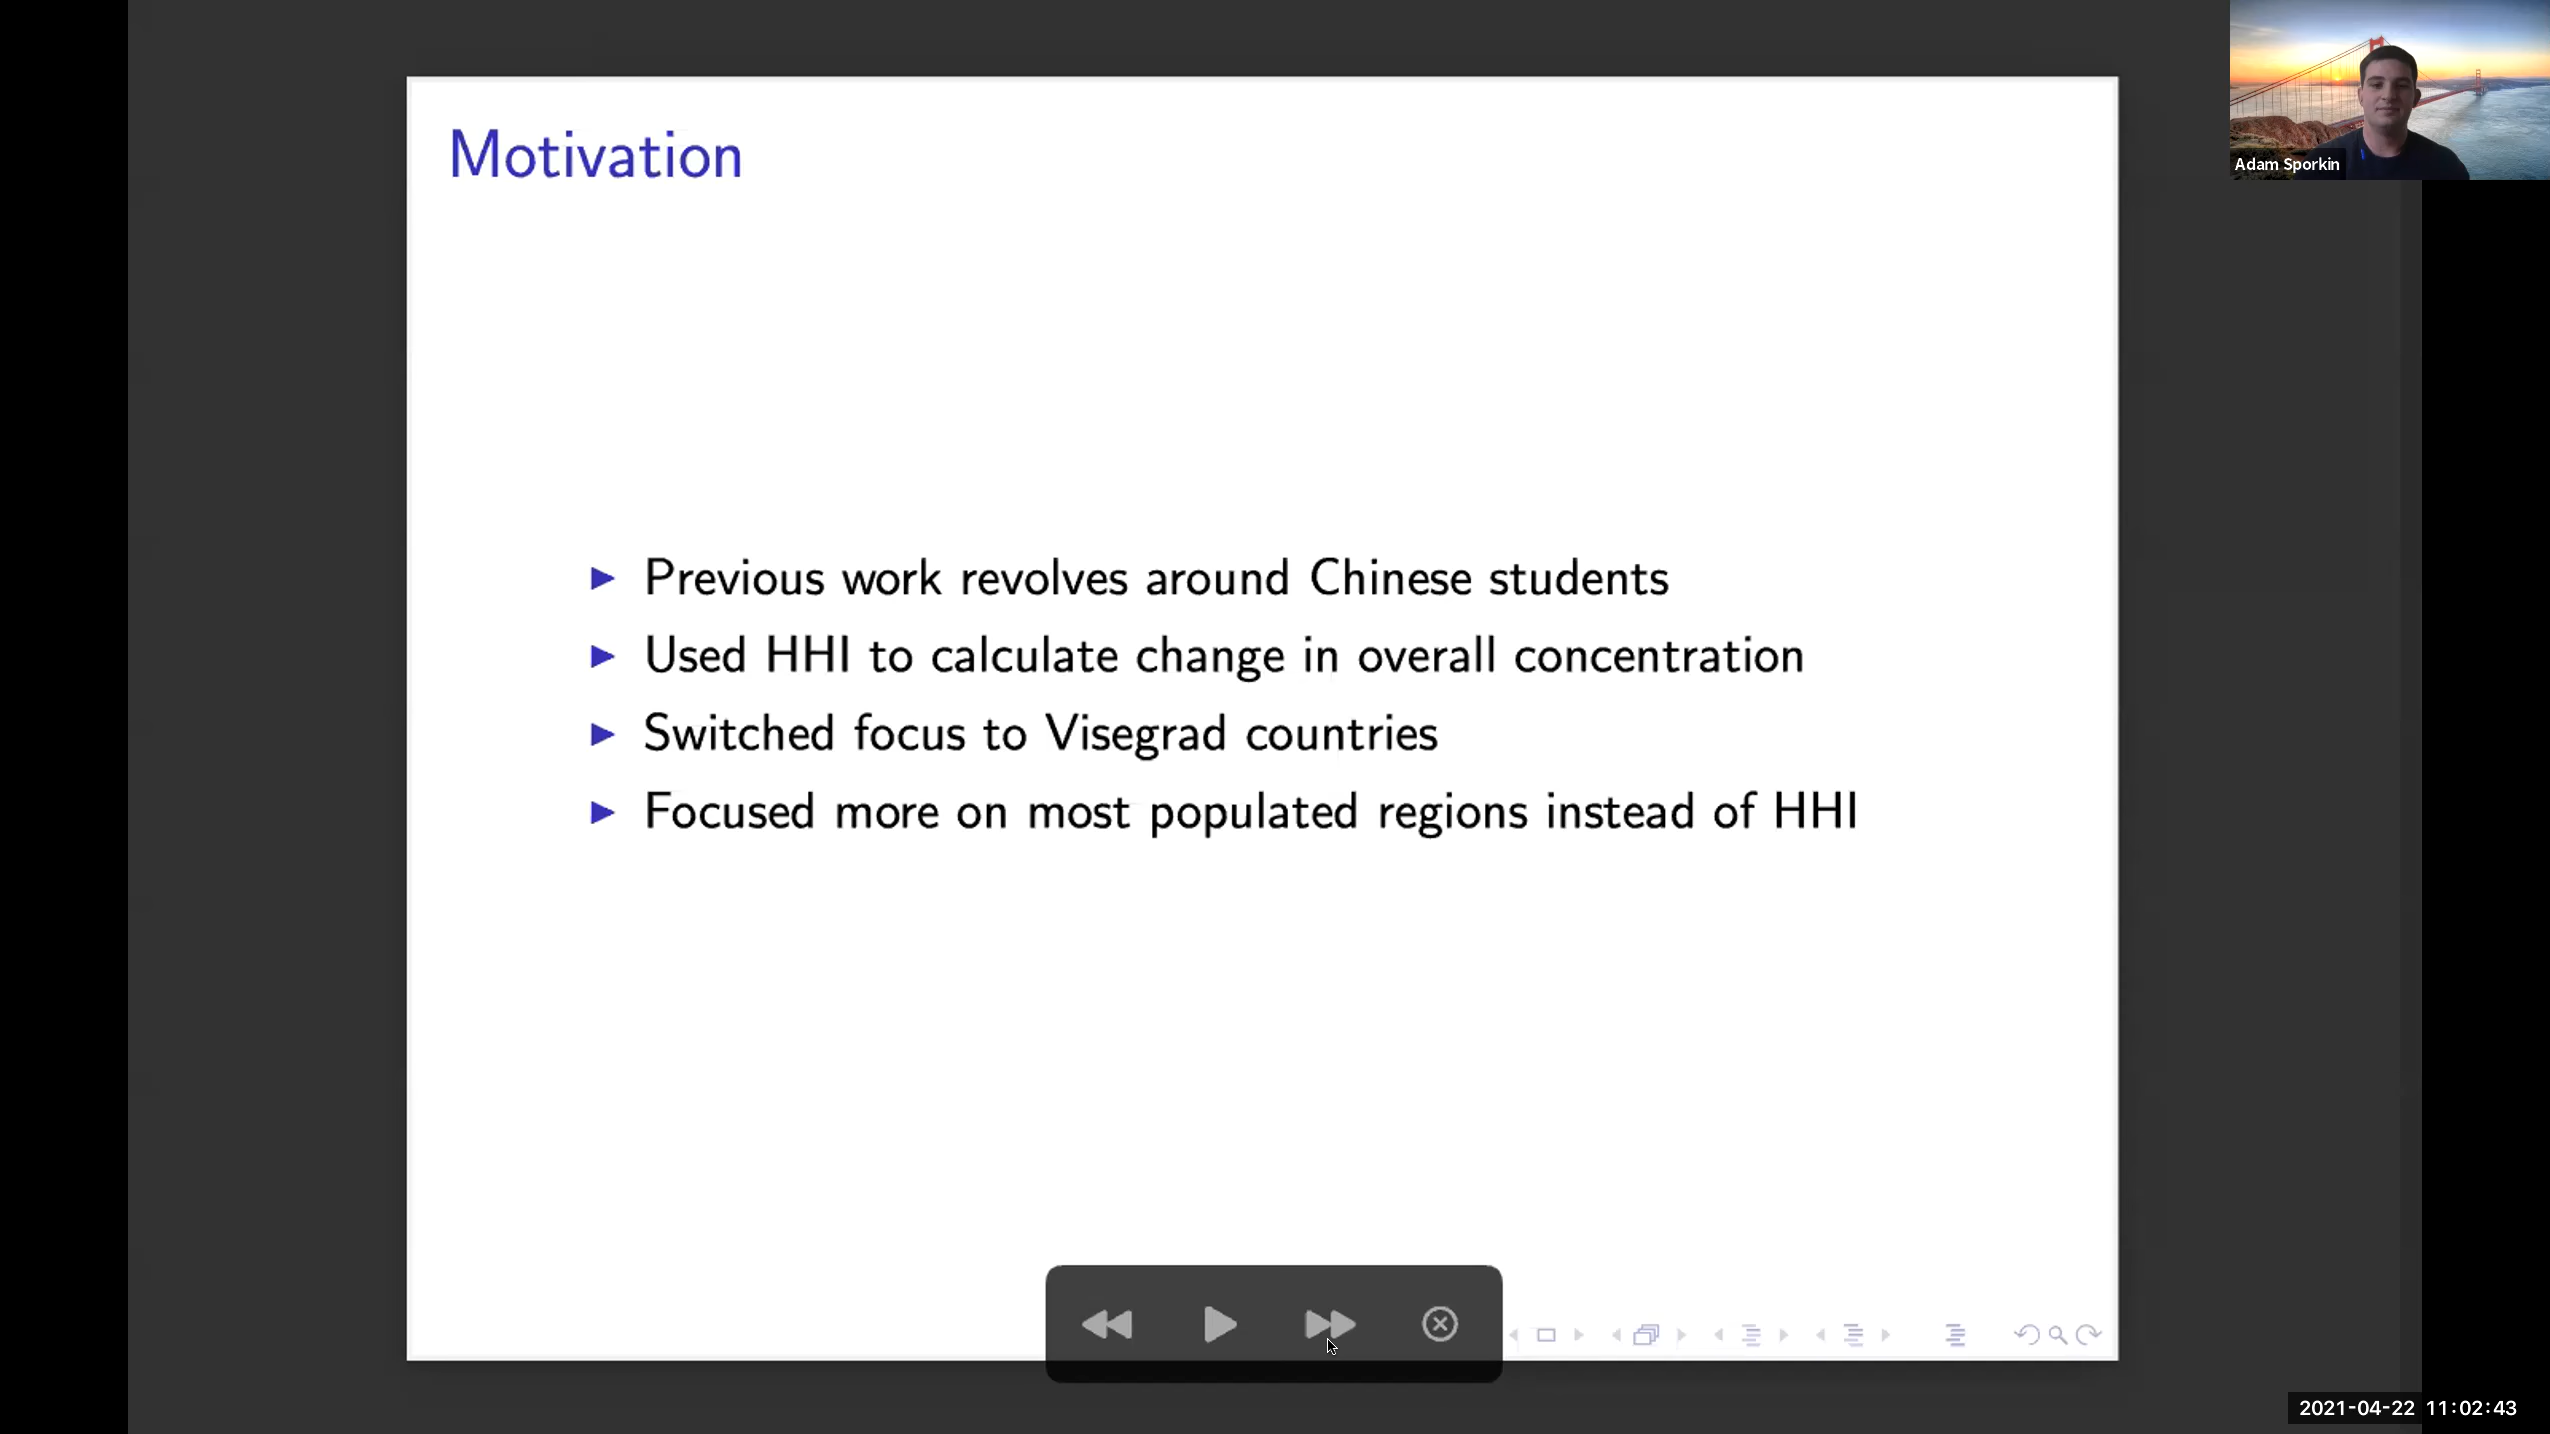 Motivation
Adam Sporkin
Previous work revolves around Chinese students
Used HHI to calculate change in overall concentration
Switched focus to Visegrad countries
Focused more on most populated regions instead of HHI
2021-04-22 11:02:43